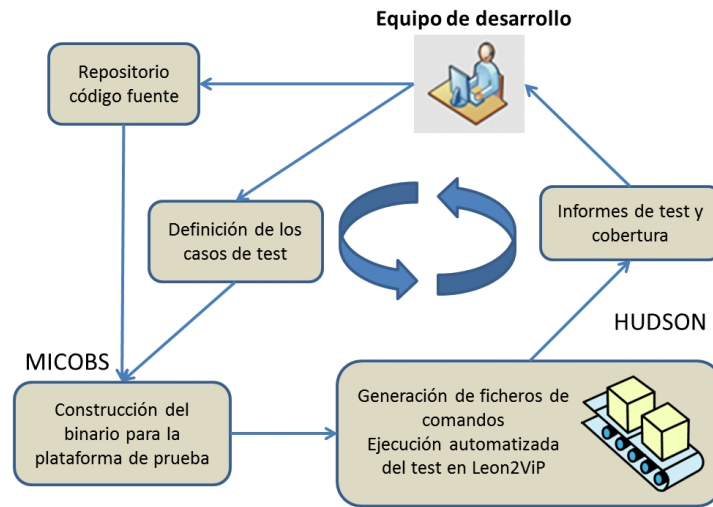 Equipo de desarrollo
Repositorio
código fuente
Definición de los
casos de test
Informes de test y
cobertura
HUDSON
MICOBS
Construcción del
binario para la
plataforma de prueba
Generación de ficheros de
comandos
Ejecución automatizada
del test en Leon2ViP